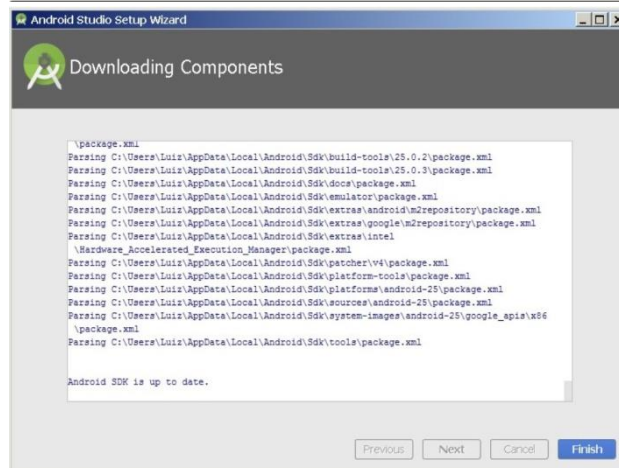 Android Studio Setup Wizard
Downloading Components
\package.xml
Parsing C:\Users\Luiz\AppData\Local\Android\Sdk\build-tools\25.0.2\package.xml
Parsing C:\Users\Luiz\AppData\Local\Android\Sdk\build-tools\25.0.3\package.xml
Parsing C:\Users\Luiz\AppData\Local\Android\Sdk\docs\package.xml
Parsing C:\Users\Luiz\AppData\Local\Android\Sdk\emulator\package.xml
Parsing C:\Users\Luiz\AppData\Local\Android\Sdk\extras\android\m2repository\package.xml
Parsing C:\Users\Luiz\AppData\Local\Android\Sdk\extras\google\m2repository\package.xml
Parsing C:\Users\Luiz\AppData\Local\Android\Sdk\extras\intel
\Hardware_Accelerated_Execution_Manager\package.xml
Parsing C:\Users\Luiz\AppData\Local\Android\Sdk\patcher\v4\package.xml
Parsing C:\Users\Luiz\AppData\Local\Android\Sdk\platform-tools\package.xml
Parsing C:\Users\Luiz\AppData\Local\Android\Sdk\platforms\android-25\package.xml
Parsing C:\Users\Luiz\AppData\Local\Android\Sdk\sources\android-25\package.xml
Parsing C:\Users\Luiz\AppData\Local\Android\Sdk\system-images\android-25\google_apis\x86
\package.xml
Parsing C:\Users\Luiz\AppData\Local\Android\Sdk\tools\package.xml
Android SDK is up to date.
Previous Next Cancel Finish